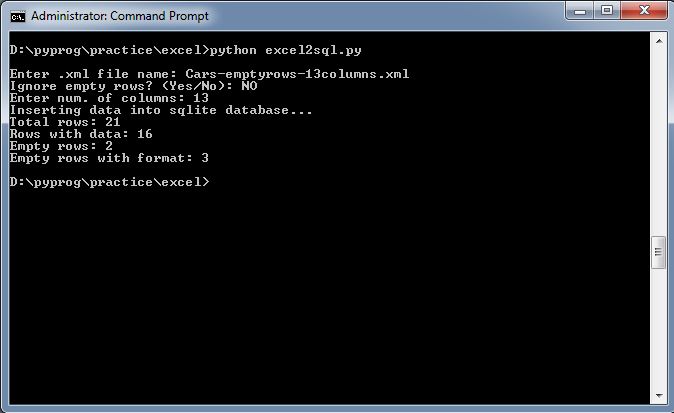 Administrator: Command Prompt
D:\pyprog\practice\excel>python excel2sql.py
Enter .xml file name: Cars-emptyrows-13columns.xml
Ignore empty rows? (Yes/No): NO
Enter num. of columns: 13
Inserting data into sqlite database...
Total rows: 21
Rows with data: 16
Empty rows: 2
Empty rows with format: 3
D:\pyprog\practice\excel>